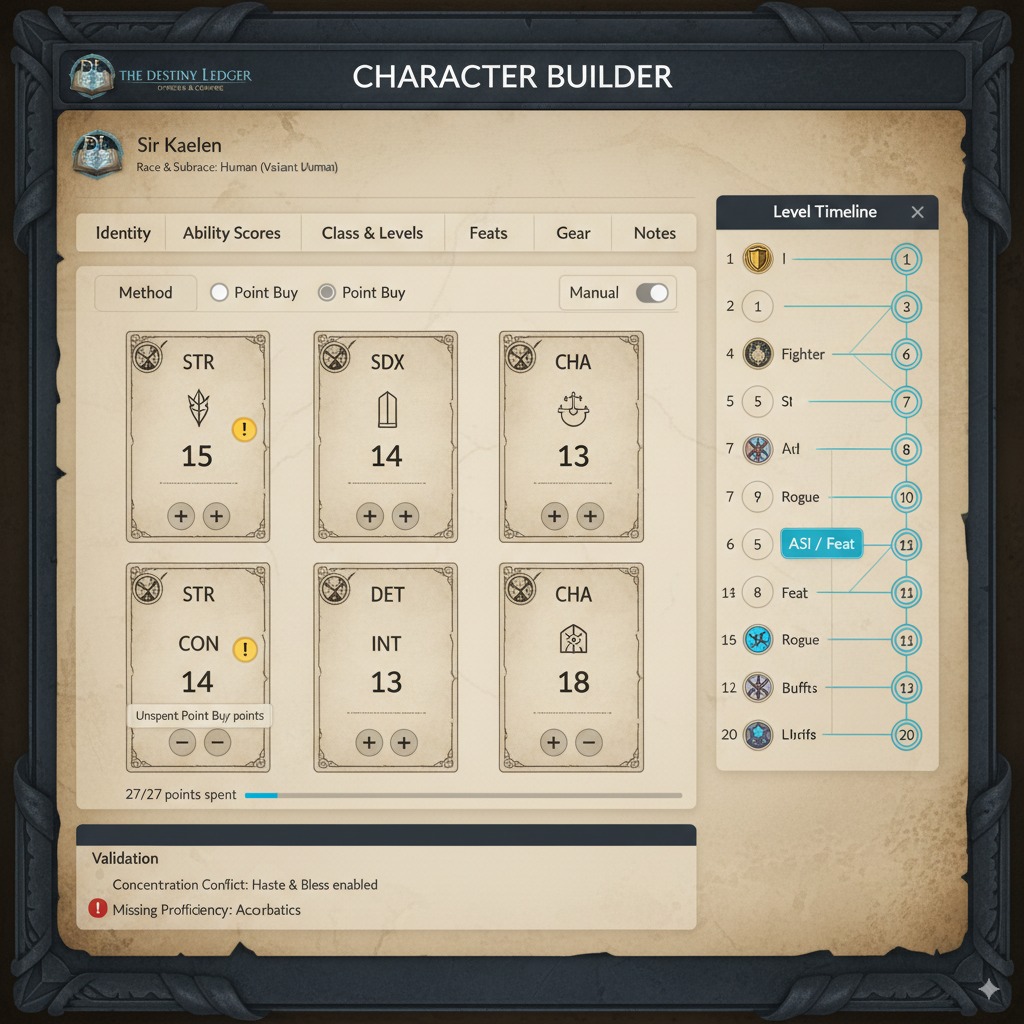 DL
THE DESTINY LEDGER
CHARACTER BUILDER
DL
Sir Kaelen
Race & Subrace: Human
Identity
Ability Scores
Class & Levels
Feats
Gear
Notes
Method
Point Buy
Point Buy
Manual
STR
!
15
+ +
SDX
14
+ +
CHA
13
+ +
STR
CON
!
14
Unspent Point Buy points
− −
DET
INT
13
+ +
CHA
18
+ −
27/27 points spent
Validation
Concentration Conflict: Haste & Bless enabled
! Missing Profficiency: Acorbatics
Level Timeline
1 I 1
2 1 3
4 Fighter 6
5 5 St 7
7 8
7 9 Rogue 10
6 5 ASI / Feat
8 Feat
15 Rogue
12 Buffts 13
20 20